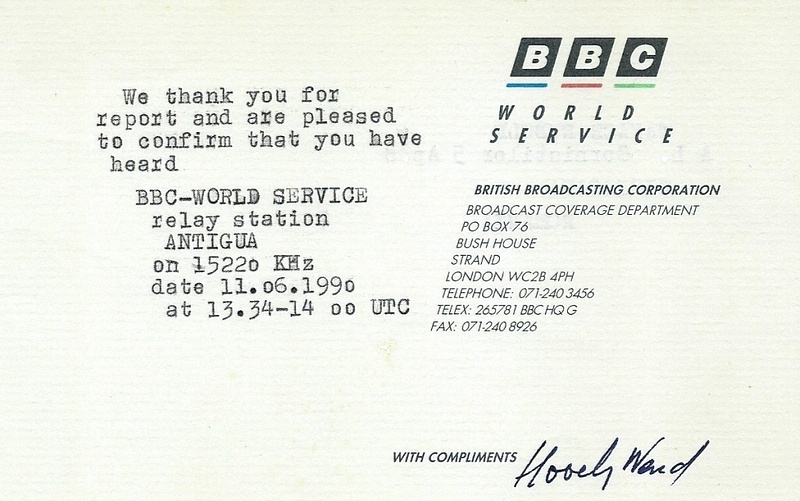 We thank you for
report and are pleased
to confirm that you have
heard
BBC-WORLD SERVICE
relay station
ANTIGUA
on 15220 KHz
date 11.06.1990
at 13.34-14 00 UTC
BBC
WORLD
SERVICE
BRITISH BROADCASTING CORPORATION
BROADCAST COVERAGE DEPARTMENT
PO BOX 76
BUSH HOUSE
STRAND
LONDON WC2B 4PH
TELEPHONE: 071-240 3456
TELEX: 265781 BBC HQ G
FAX: 071-240 8926
WITH COMPLIMENTS